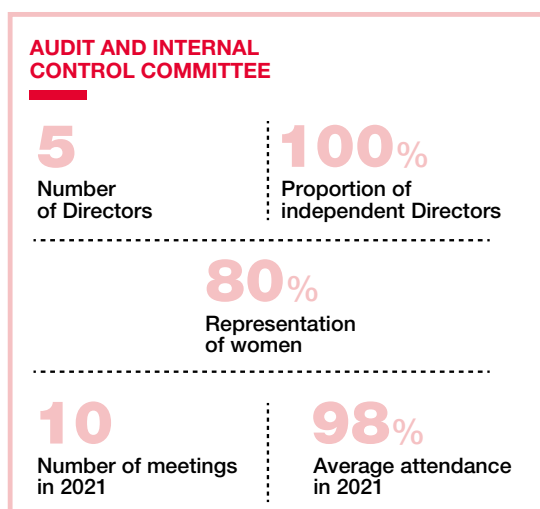 AUDIT AND INTERNAL
CONTROL COMMITTEE
5
Number
of Directors
100%
Proportion of
independent Directors
80%
Representation
of women
10
Number of meetings
in 2021
98%
Average attendance
in 2021